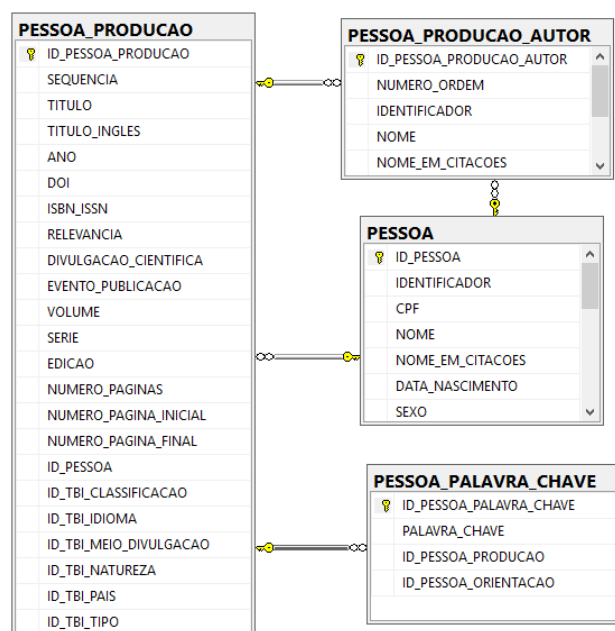 PESSOA_PRODUCAO
ID_PESSOA_PRODUCAO
SEQUENCIA
TITULO
TITULO_INGLES
ANO
DOI
ISBN_ISSN
RELEVANCIA
DIVULGACAO_CIENTIFICA
EVENTO_PUBLICACAO
VOLUME
SERIE
EDICAO
NUMERO_PAGINAS
NUMERO_PAGINA_INICIAL
NUMERO_PAGINA_FINAL
ID_PESSOA
ID_TBI_CLASSIFICACAO
ID_TBI_IDIOMA
ID_TBI_MEIO_DIVULGACAO
ID_TBI_NATUREZA
ID_TBI_PAIS
ID_TBI_TIPO
PESSOA_PRODUCAO_AUTOR
ID_PESSOA_PRODUCAO_AUTOR
NUMERO_ORDEM
IDENTIFICADOR
NOME
NOME_EM_CITACOES
PESSOA
ID_PESSOA
IDENTIFICADOR
CPF
NOME
NOME_EM_CITACOES
DATA_NASCIMENTO
SEXO
PESSOA_PALAVRA_CHAVE
ID_PESSOA_PALAVRA_CHAVE
PALAVRA_CHAVE
ID_PESSOA_PRODUCAO
ID_PESSOA_ORIENTACAO